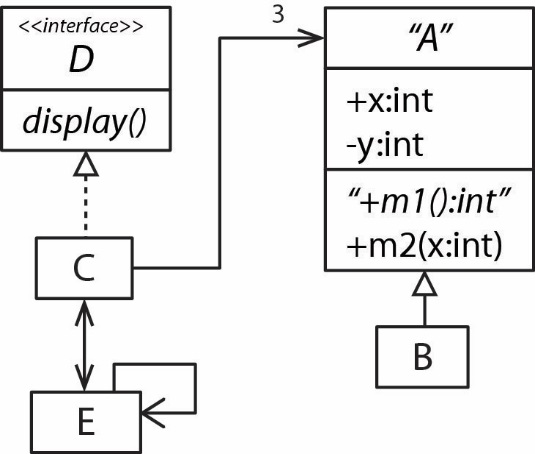 <<interface>>
D
display()
3
“A”
+x:int
-y:int
“+m1():int”
+m2(x:int)
C
B
E